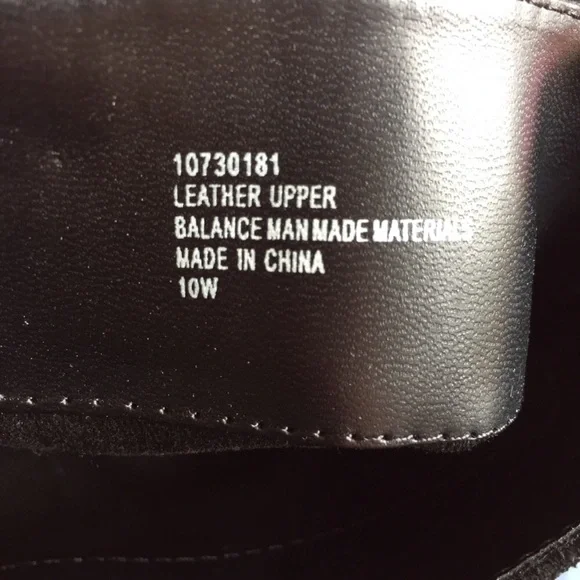 10730181
LEATHER UPPER
BALANCE MAN MADE MATERIALS
MADE IN CHINA
10W